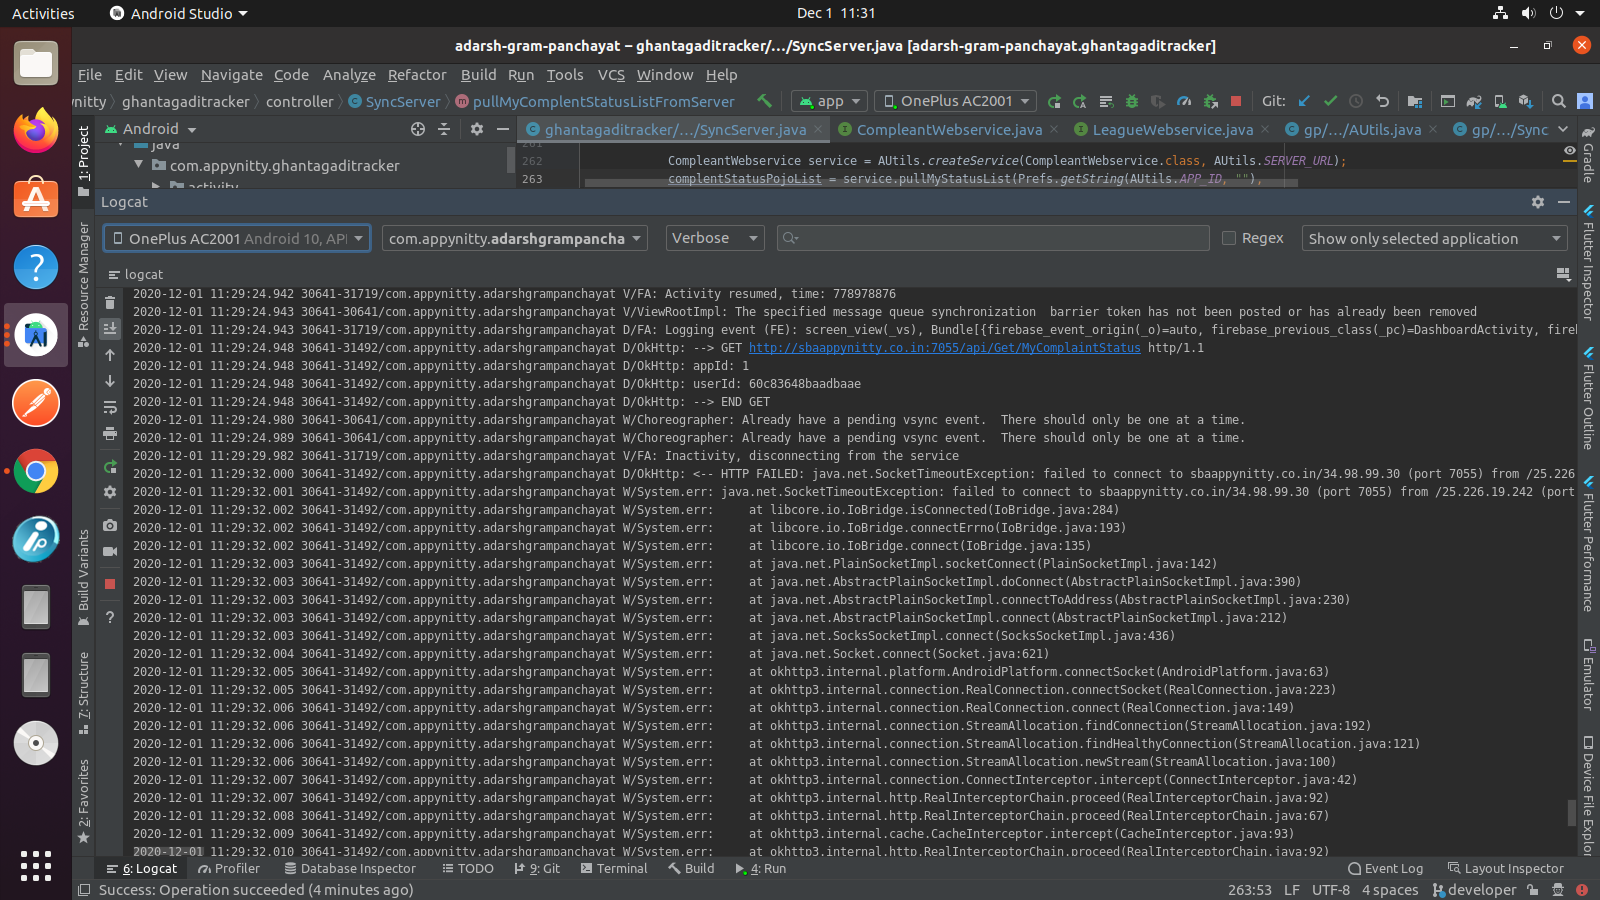 Activities
Android Studio
Dec 1 11:31
adarsh-gram-panchayat – ghantagaditracker/.../SyncServer.java [adarsh-gram-panchayat.ghantagaditracker]
File Edit View Navigate Code Analyze Refactor Build Run Tools VCS Window Help
nitty ghantagaditracker controller SyncServer pullMyComplentStatusListFromServer
app
OnePlus AC2001
Git:
1: Project
Android
ghantagaditracker/.../SyncServer.java
CompleantWebservice.java
LeagueWebservice.java
gp/.../AUtils.java
gp/.../Sync
java
com.appynitty.ghantagaditracker
activity
261
262 CompleantWebservice service = AUtils.createService(CompleantWebservice.class, AUtils.SERVER_URL);
263 complentStatusPojoList = service.pullMyStatusList(Prefs.getString(AUtils.APP_ID, ""),
Logcat
OnePlus AC2001 Android 10, API
com.appynitty.adarshgrampancha
Verbose
Regex
Show only selected application
logcat
2020-12-01 11:29:24.942 30641-31719/com.appynitty.adarshgrampanchayat V/FA: Activity resumed, time: 778978876
2020-12-01 11:29:24.943 30641-30641/com.appynitty.adarshgrampanchayat V/ViewRootImpl: The specified message queue synchronization  barrier token has not been posted or has already been removed
2020-12-01 11:29:24.943 30641-31719/com.appynitty.adarshgrampanchayat D/FA: Logging event (FE): screen_view(_vs), Bundle[{firebase_event_origin(_o)=auto, firebase_previous_class(_pc)=DashboardActivity, fireb
2020-12-01 11:29:24.948 30641-31492/com.appynitty.adarshgrampanchayat D/OkHttp: --> GET http://sbaappynitty.co.in:7055/api/Get/MyComplaintStatus http/1.1
2020-12-01 11:29:24.948 30641-31492/com.appynitty.adarshgrampanchayat D/OkHttp: appId: 1
2020-12-01 11:29:24.948 30641-31492/com.appynitty.adarshgrampanchayat D/OkHttp: userId: 60c83648baadbaae
2020-12-01 11:29:24.948 30641-31492/com.appynitty.adarshgrampanchayat D/OkHttp: --> END GET
2020-12-01 11:29:24.980 30641-30641/com.appynitty.adarshgrampanchayat W/Choreographer: Already have a pending vsync event.  There should only be one at a time.
2020-12-01 11:29:24.989 30641-30641/com.appynitty.adarshgrampanchayat W/Choreographer: Already have a pending vsync event.  There should only be one at a time.
2020-12-01 11:29:29.982 30641-31719/com.appynitty.adarshgrampanchayat V/FA: Inactivity, disconnecting from the service
2020-12-01 11:29:32.000 30641-31492/com.appynitty.adarshgrampanchayat D/OkHttp: <-- HTTP FAILED: java.net.SocketTimeoutException: failed to connect to sbaappynitty.co.in/34.98.99.30 (port 7055) from /25.226
2020-12-01 11:29:32.001 30641-31492/com.appynitty.adarshgrampanchayat W/System.err: java.net.SocketTimeoutException: failed to connect to sbaappynitty.co.in/34.98.99.30 (port 7055) from /25.226.19.242 (port
2020-12-01 11:29:32.002 30641-31492/com.appynitty.adarshgrampanchayat W/System.err:     at libcore.io.IoBridge.isConnected(IoBridge.java:284)
2020-12-01 11:29:32.002 30641-31492/com.appynitty.adarshgrampanchayat W/System.err:     at libcore.io.IoBridge.connectErrno(IoBridge.java:193)
2020-12-01 11:29:32.002 30641-31492/com.appynitty.adarshgrampanchayat W/System.err:     at libcore.io.IoBridge.connect(IoBridge.java:135)
2020-12-01 11:29:32.003 30641-31492/com.appynitty.adarshgrampanchayat W/System.err:     at java.net.PlainSocketImpl.socketConnect(PlainSocketImpl.java:142)
2020-12-01 11:29:32.003 30641-31492/com.appynitty.adarshgrampanchayat W/System.err:     at java.net.AbstractPlainSocketImpl.doConnect(AbstractPlainSocketImpl.java:390)
2020-12-01 11:29:32.003 30641-31492/com.appynitty.adarshgrampanchayat W/System.err:     at java.net.AbstractPlainSocketImpl.connectToAddress(AbstractPlainSocketImpl.java:230)
2020-12-01 11:29:32.003 30641-31492/com.appynitty.adarshgrampanchayat W/System.err:     at java.net.AbstractPlainSocketImpl.connect(AbstractPlainSocketImpl.java:212)
2020-12-01 11:29:32.003 30641-31492/com.appynitty.adarshgrampanchayat W/System.err:     at java.net.SocksSocketImpl.connect(SocksSocketImpl.java:436)
2020-12-01 11:29:32.004 30641-31492/com.appynitty.adarshgrampanchayat W/System.err:     at java.net.Socket.connect(Socket.java:621)
2020-12-01 11:29:32.005 30641-31492/com.appynitty.adarshgrampanchayat W/System.err:     at okhttp3.internal.platform.AndroidPlatform.connectSocket(AndroidPlatform.java:63)
2020-12-01 11:29:32.005 30641-31492/com.appynitty.adarshgrampanchayat W/System.err:     at okhttp3.internal.connection.RealConnection.connectSocket(RealConnection.java:223)
2020-12-01 11:29:32.006 30641-31492/com.appynitty.adarshgrampanchayat W/System.err:     at okhttp3.internal.connection.RealConnection.connect(RealConnection.java:149)
2020-12-01 11:29:32.006 30641-31492/com.appynitty.adarshgrampanchayat W/System.err:     at okhttp3.internal.connection.StreamAllocation.findConnection(StreamAllocation.java:192)
2020-12-01 11:29:32.006 30641-31492/com.appynitty.adarshgrampanchayat W/System.err:     at okhttp3.internal.connection.StreamAllocation.findHealthyConnection(StreamAllocation.java:121)
2020-12-01 11:29:32.006 30641-31492/com.appynitty.adarshgrampanchayat W/System.err:     at okhttp3.internal.connection.StreamAllocation.newStream(StreamAllocation.java:100)
2020-12-01 11:29:32.007 30641-31492/com.appynitty.adarshgrampanchayat W/System.err:     at okhttp3.internal.connection.ConnectInterceptor.intercept(ConnectInterceptor.java:42)
2020-12-01 11:29:32.007 30641-31492/com.appynitty.adarshgrampanchayat W/System.err:     at okhttp3.internal.http.RealInterceptorChain.proceed(RealInterceptorChain.java:92)
2020-12-01 11:29:32.008 30641-31492/com.appynitty.adarshgrampanchayat W/System.err:     at okhttp3.internal.http.RealInterceptorChain.proceed(RealInterceptorChain.java:67)
2020-12-01 11:29:32.009 30641-31492/com.appynitty.adarshgrampanchayat W/System.err:     at okhttp3.internal.cache.CacheInterceptor.intercept(CacheInterceptor.java:93)
2020-12-01 11:29:32.010 30641-31492/com.appynitty.adarshgrampanchayat W/System.err:     at okhttp3.internal.http.RealInterceptorChain.proceed(RealInterceptorChain.java:92)
Resource Manager
Build Variants
7: Structure
2: Favorites
Gradle
Flutter Inspector
Flutter Outline
Flutter Performance
Emulator
Device File Explor
6: Logcat
Profiler
Database Inspector
TODO
9: Git
Terminal
Build
4: Run
Event Log
Layout Inspector
Success: Operation succeeded (4 minutes ago)
263:53 LF UTF-8 4 spaces developer